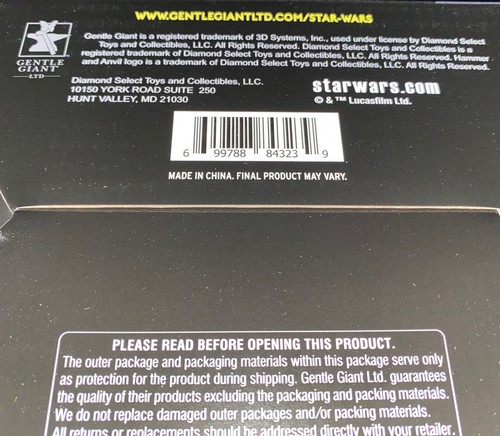 WWW.GENTLEGIANTLTD.COM/STAR-WARS
GENTLE
GIANT
LTD
Gentle Giant is a registered trademark of 3D Systems, Inc., used under license by Diamond Select
Toys and Collectibles, LLC. All Rights Reserved. Diamond Select Toys and Collectibles is a
registered trademark of Diamond Select Toys and Collectibles, LLC. All Rights Reserved. Hammer
and Anvil logo is a trademark of Diamond Select Toys and Collectibles, LLC. All Rights Reserved.
Diamond Select Toys and Collectibles, LLC.
10150 YORK ROAD SUITE 250
HUNT VALLEY, MD 21030
starwars.com
© & ™ Lucasfilm Ltd.
6 99788 84323 9
MADE IN CHINA. FINAL PRODUCT MAY VARY.
PLEASE READ BEFORE OPENING THIS PRODUCT.
The outer package and packaging materials within this package serve only
as protection for the product during shipping. Gentle Giant Ltd. guarantees
the quality of their products excluding the packaging and packing materials.
We do not replace damaged outer packages and/or packing materials.
All returns or replacements should be addressed directly with your retailer.